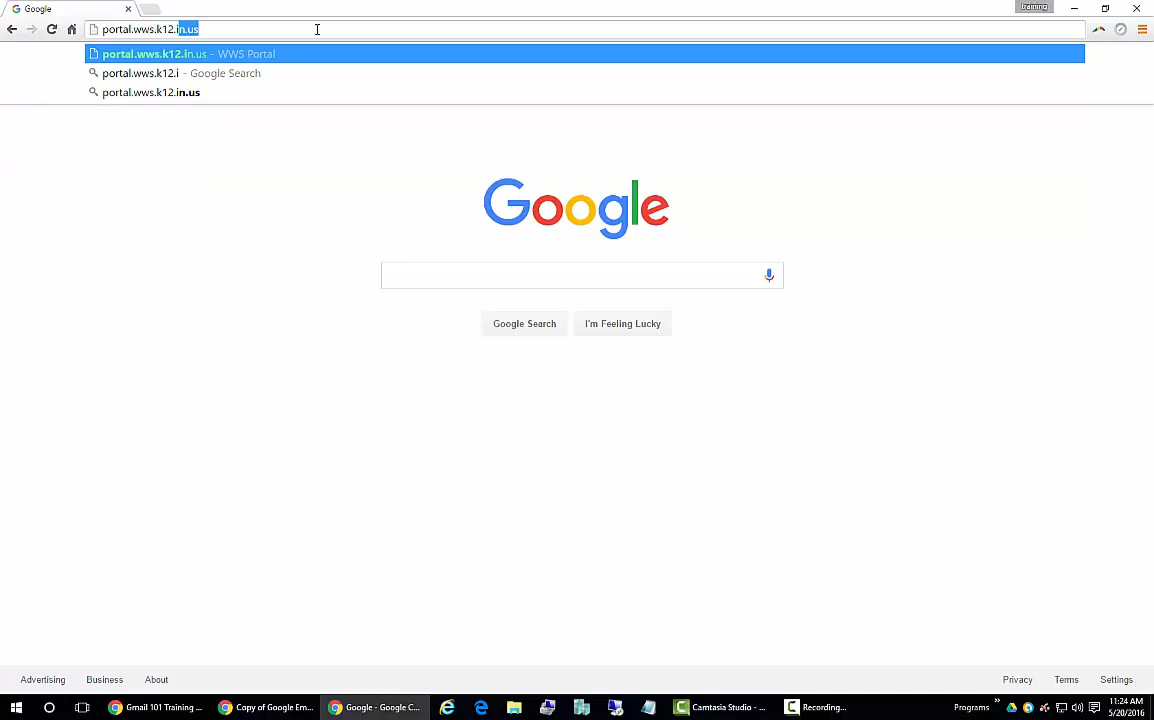 Google
training
portal.wws.k12.in.us
portal.wws.k12.in.us - WWS Portal
portal.wws.k12.i - Google Search
portal.wws.k12.in.us
Google
Google Search
I'm Feeling Lucky
Advertising Business About
Privacy Terms Settings
Gmail 101 Training ...
Copy of Google Em...
Google - Google C...
Camtasia Studio - ...
Recording...
Programs »
11:24 AM
5/20/2016